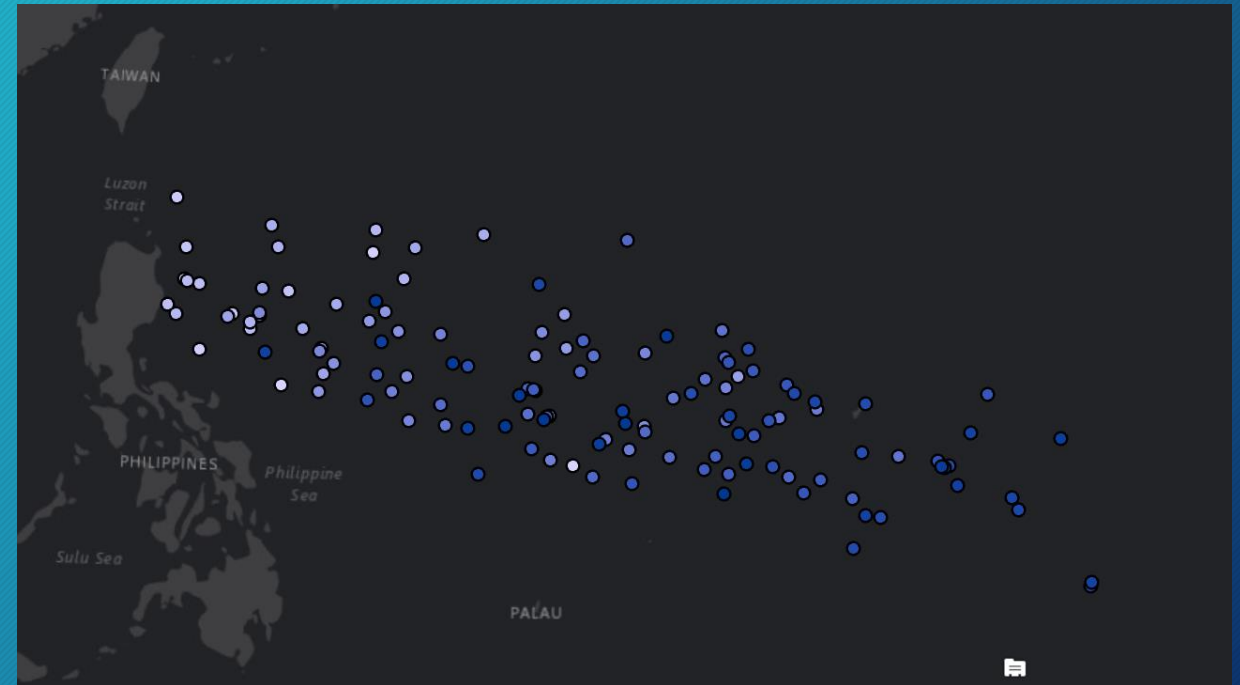 TAIWAN
Luzon
Strait
PHILIPPINES
Philippine
Sea
Sulu Sea
PALAU